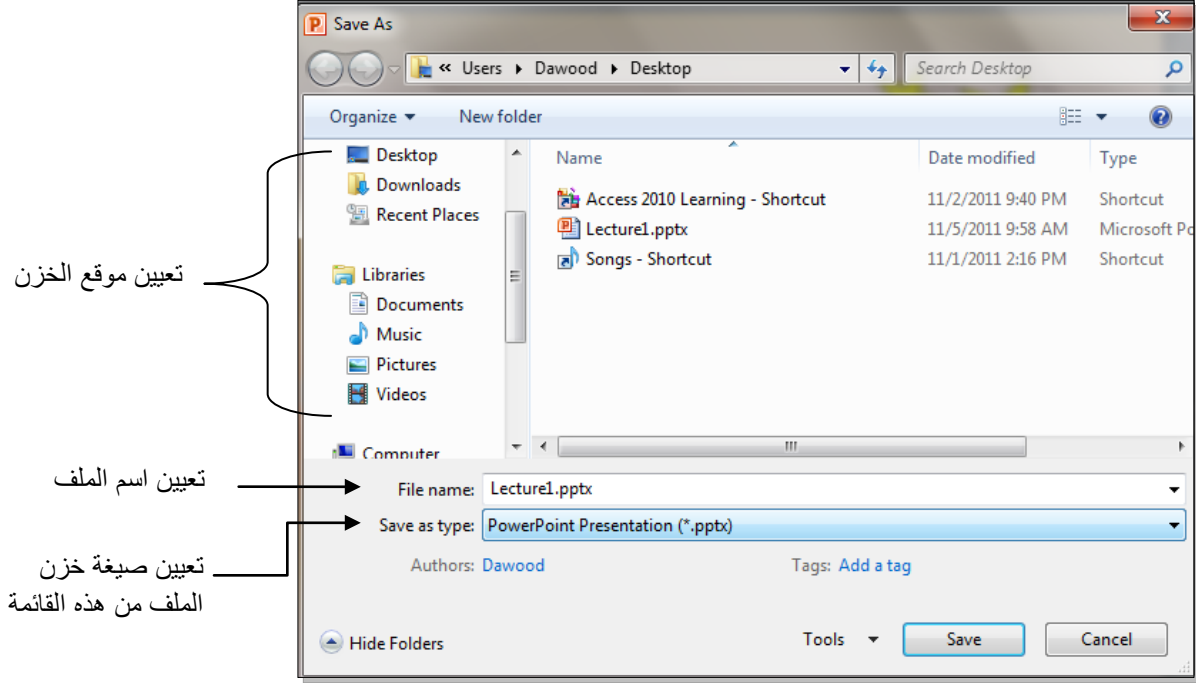 Save As
« Users Dawood Desktop
Search Desktop
Organize
New folder
Desktop
Downloads
Recent Places
Libraries
Documents
Music
Pictures
Videos
Computer
Name Date modified Type
Access 2010 Learning - Shortcut 11/2/2011 9:40 PM Shortcut
Lecture1.pptx 11/5/2011 9:58 AM Microsoft Po
Songs - Shortcut 11/1/2011 2:16 PM Shortcut
تعيين موقع الخزن
تعيين اسم الملف
File name: Lecture1.pptx
Save as type: PowerPoint Presentation (*.pptx)
تعيين صيغة خزن
الملف من هذه القائمة
Authors: Dawood
Tags: Add a tag
Hide Folders
Tools
Save
Cancel